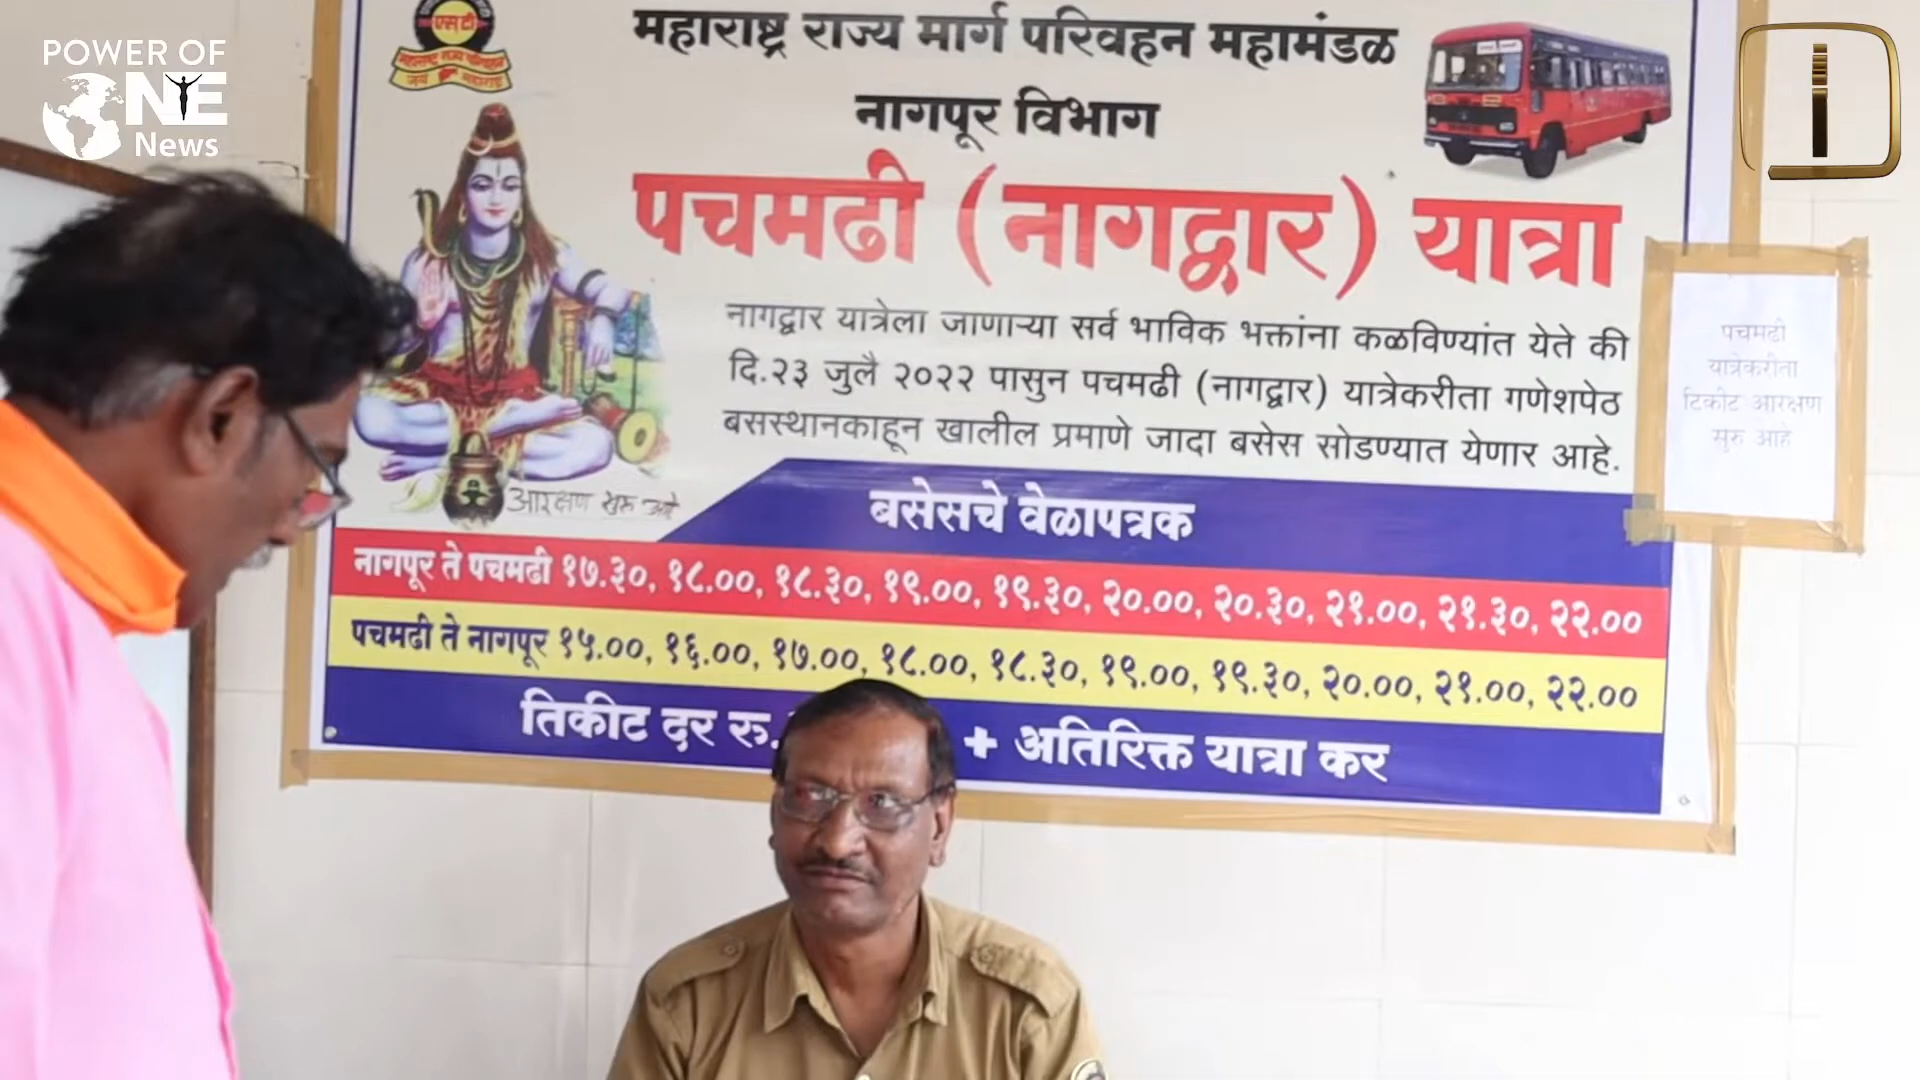 POWER OF
ONE
News
एस टी
महाराष्ट्र राज्य मार्ग परिवहन महामंडळ
नागपूर विभाग
पचमढी (नागद्वार) यात्रा
नागद्वार यात्रेला जाणाऱ्या सर्व भाविक भक्तांना कळविण्यांत येते की
दि.२३ जुलै २०२२ पासुन पचमढी (नागद्वार) यात्रेकरीता गणेशपेठ
बसस्थानकाहून खालील प्रमाणे जादा बसेस सोडण्यात येणार आहे.
आरक्षण सुरु आहे
बसेसचे वेळापत्रक
नागपूर ते पचमढी १७.३०, १८.००, १८.३०, १९.००, १९.३०, २०.००, २०.३०, २१.००, २१.३०, २२.००
पचमढी ते नागपूर १५.००, १६.००, १७.००, १८.००, १८.३०, १९.००, १९.३०, २०.००, २१.००, २२.००
तिकीट दर रु. + अतिरिक्त यात्रा कर
पचमढी
यात्रेकरीता
टिकीट आरक्षण
सुरु आहे